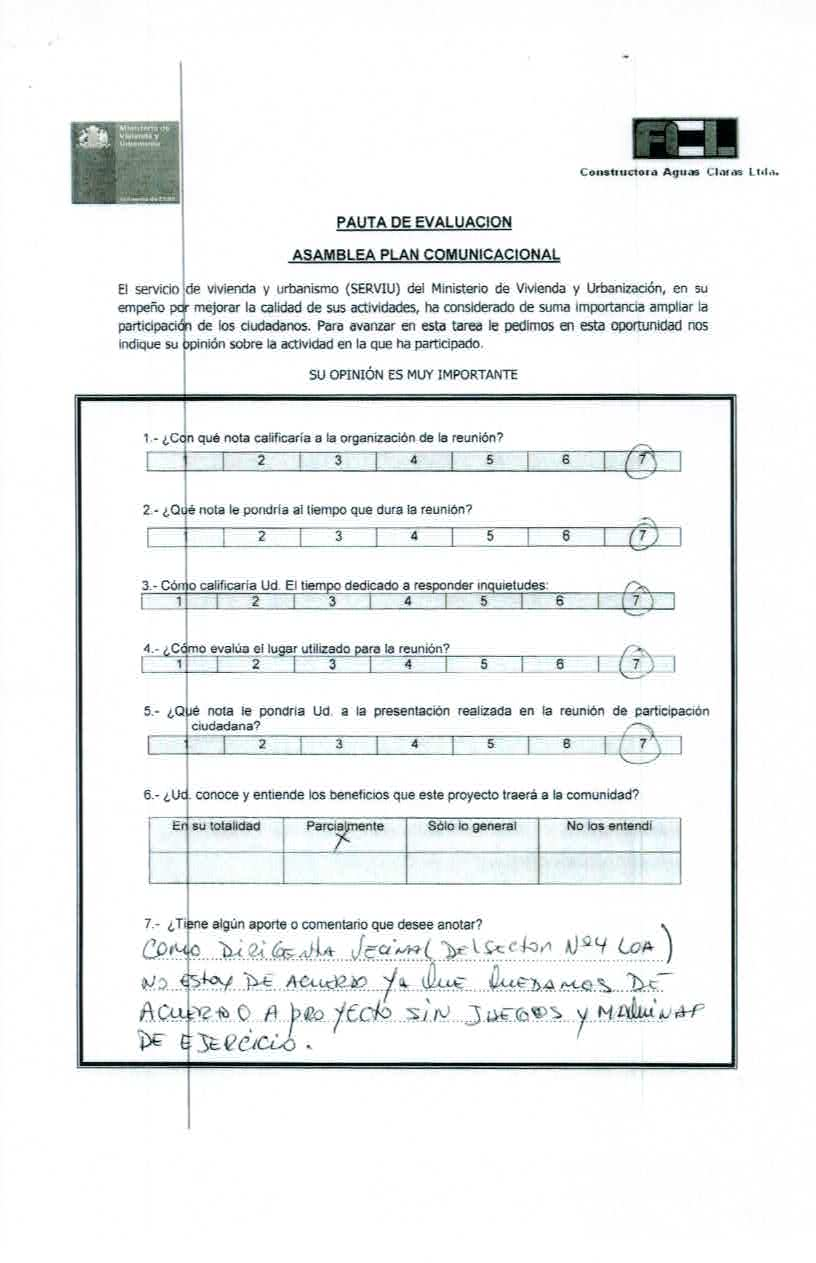 Ministerio de
Vivienda y
Urbanismo
Gobierno de Chile
Constructora Aguas Claras Ltda.
PAUTA DE EVALUACION
ASAMBLEA PLAN COMUNICACIONAL
El servicio de vivienda y urbanismo (SERVIU) del Ministerio de Vivienda y Urbanización, en su
empeño por mejorar la calidad de sus actividades, ha considerado de suma importancia ampliar la
participación de los ciudadanos. Para avanzar en esta tarea le pedimos en esta oportunidad nos
indique su opinión sobre la actividad en la que ha participado.
SU OPINIÓN ES MUY IMPORTANTE
1.- ¿Con qué nota calificaría a la organización de la reunión?
1 2 3 4 5 6 7
2.- ¿Qué nota le pondría al tiempo que dura la reunión?
1 2 3 4 5 6 7
3.- Cómo calificaría Ud. El tiempo dedicado a responder inquietudes:
1 2 3 4 5 6 7
4.- ¿Cómo evalúa el lugar utilizado para la reunión?
1 2 3 4 5 6 7
5.- ¿Qué nota le pondría Ud. a la presentación realizada en la reunión de participación
ciudadana?
1 2 3 4 5 6 7
6.- ¿Ud. conoce y entiende los beneficios que este proyecto traerá a la comunidad?
En su totalidad Parcialmente Sólo lo general No los entendí
X
7.- ¿Tiene algún aporte o comentario que desee anotar?
COMO DIRIGENTA VECINAL (DEL SECTOR Nº4 LOA)
NO ESTOY DE ACUERDO YA QUE QUEDAMOS DE
ACUERDO A PROYECTO SIN JUEGOS Y MAQUINAS
DE EJERCICIO.